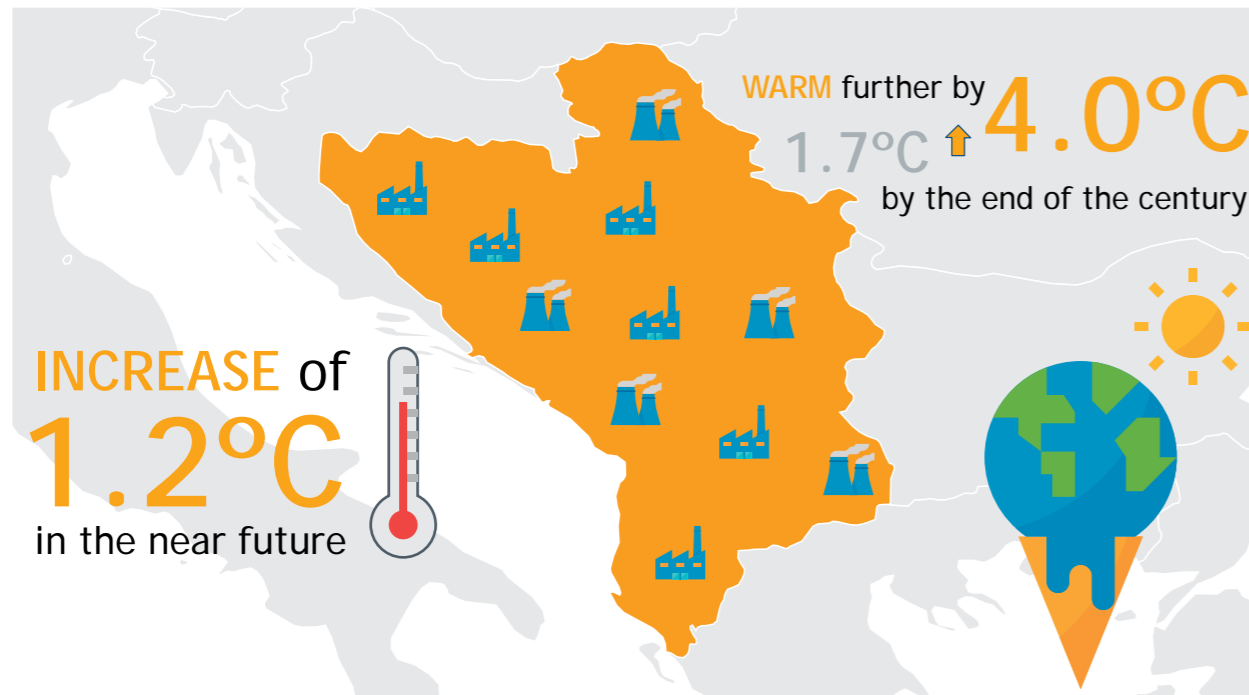 WARM further by
1.7°C 4.0°C
by the end of the century
INCREASE of
1.2°C
in the near future